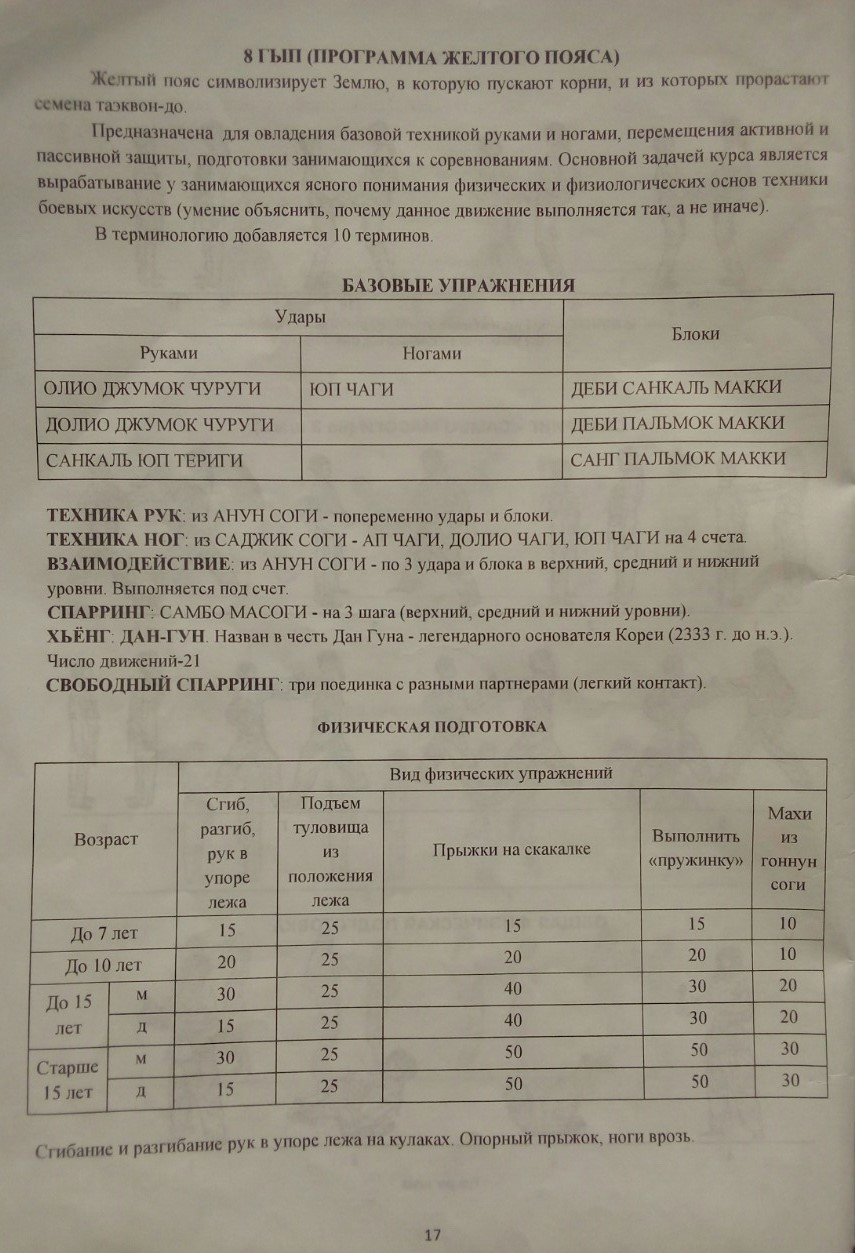 8 ГЫП (ПРОГРАММА ЖЕЛТОГО ПОЯСА)
Желтый пояс символизирует Землю, в которую пускают корни, и из которых прорастают
семена таэквон-до.
Предназначена для овладения базовой техникой руками и ногами, перемещения активной и
пассивной защиты, подготовки занимающихся к соревнованиям. Основной задачей курса является
вырабатывание у занимающихся ясного понимания физических и физиологических основ техники
боевых искусств (умение объяснить, почему данное движение выполняется так, а не иначе).
В терминологию добавляется 10 терминов.
БАЗОВЫЕ УПРАЖНЕНИЯ
Удары Блоки
Руками Ногами
ОЛИО ДЖУМОК ЧУРУГИ ЮП ЧАГИ ДЕБИ САНКАЛЬ МАККИ
ДОЛИО ДЖУМОК ЧУРУГИ ДЕБИ ПАЛЬМОК МАККИ
САНКАЛЬ ЮП ТЕРИГИ САНГ ПАЛЬМОК МАККИ
ТЕХНИКА РУК: из АНУН СОГИ - попеременно удары и блоки.
ТЕХНИКА НОГ: из САДЖИК СОГИ - АП ЧАГИ, ДОЛИО ЧАГИ, ЮП ЧАГИ на 4 счета.
ВЗАИМОДЕЙСТВИЕ: из АНУН СОГИ - по 3 удара и блока в верхний, средний и нижний
уровни. Выполняется под счет.
СПАРРИНГ: САМБО МАСОГИ - на 3 шага (верхний, средний и нижний уровни).
ХЬЁНГ: ДАН-ГУН. Назван в честь Дан Гуна - легендарного основателя Кореи (2333 г. до н.э.).
Число движений-21
СВОБОДНЫЙ СПАРРИНГ: три поединка с разными партнерами (легкий контакт).
ФИЗИЧЕСКАЯ ПОДГОТОВКА
Возраст
Вид физических упражнений
Сгиб,
разгиб,
рук в
упоре
лежа
Подъем
туловища
из
положения
лежа
Прыжки на скакалке
Выполнить
«пружинку»
Махи
из
гоннун
соги
До 7 лет 15 25 15 15 10
До 10 лет 20 25 20 20 10
До 15
лет
м 30 25 40 30 20
д 15 25 40 30 20
Старше
15 лет
м 30 25 50 50 30
д 15 25 50 50 30
Сгибание и разгибание рук в упоре лежа на кулаках. Опорный прыжок, ноги врозь.
17